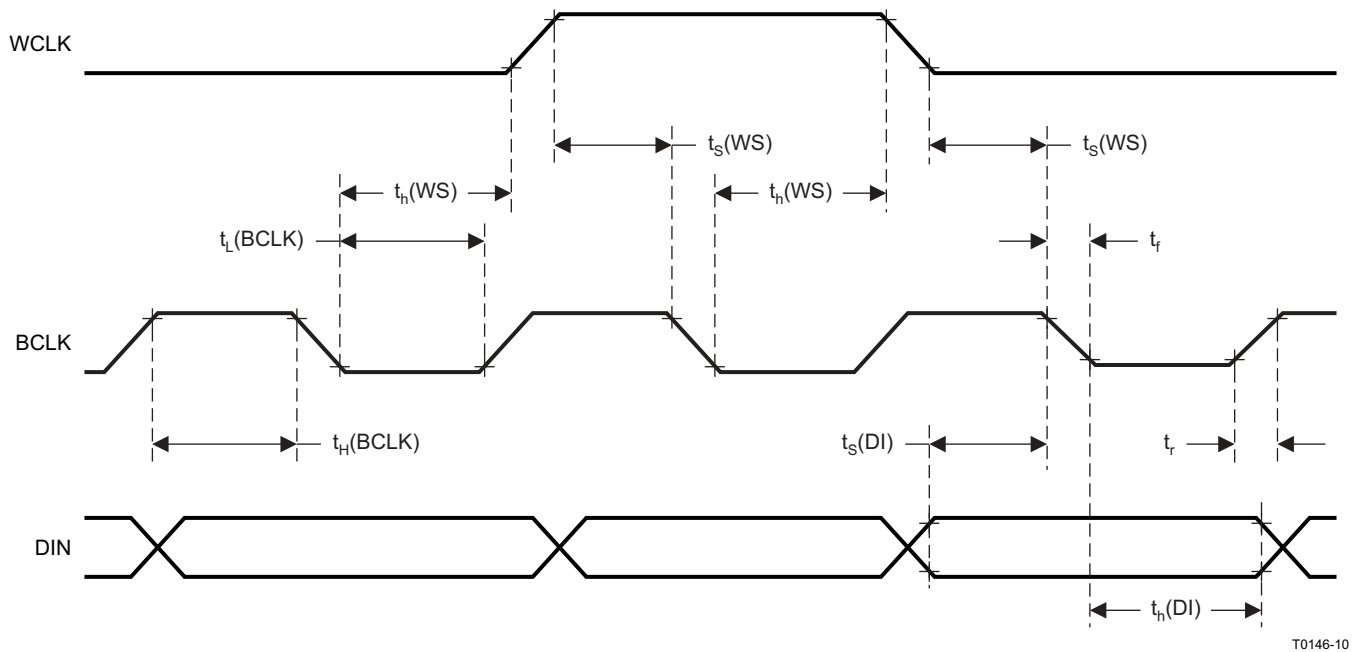 WCLK
tS(WS)
tS(WS)
th(WS)
th(WS)
tL(BCLK)
tf
BCLK
tH(BCLK)
tS(DI)
tr
DIN
th(DI)
T0146-10